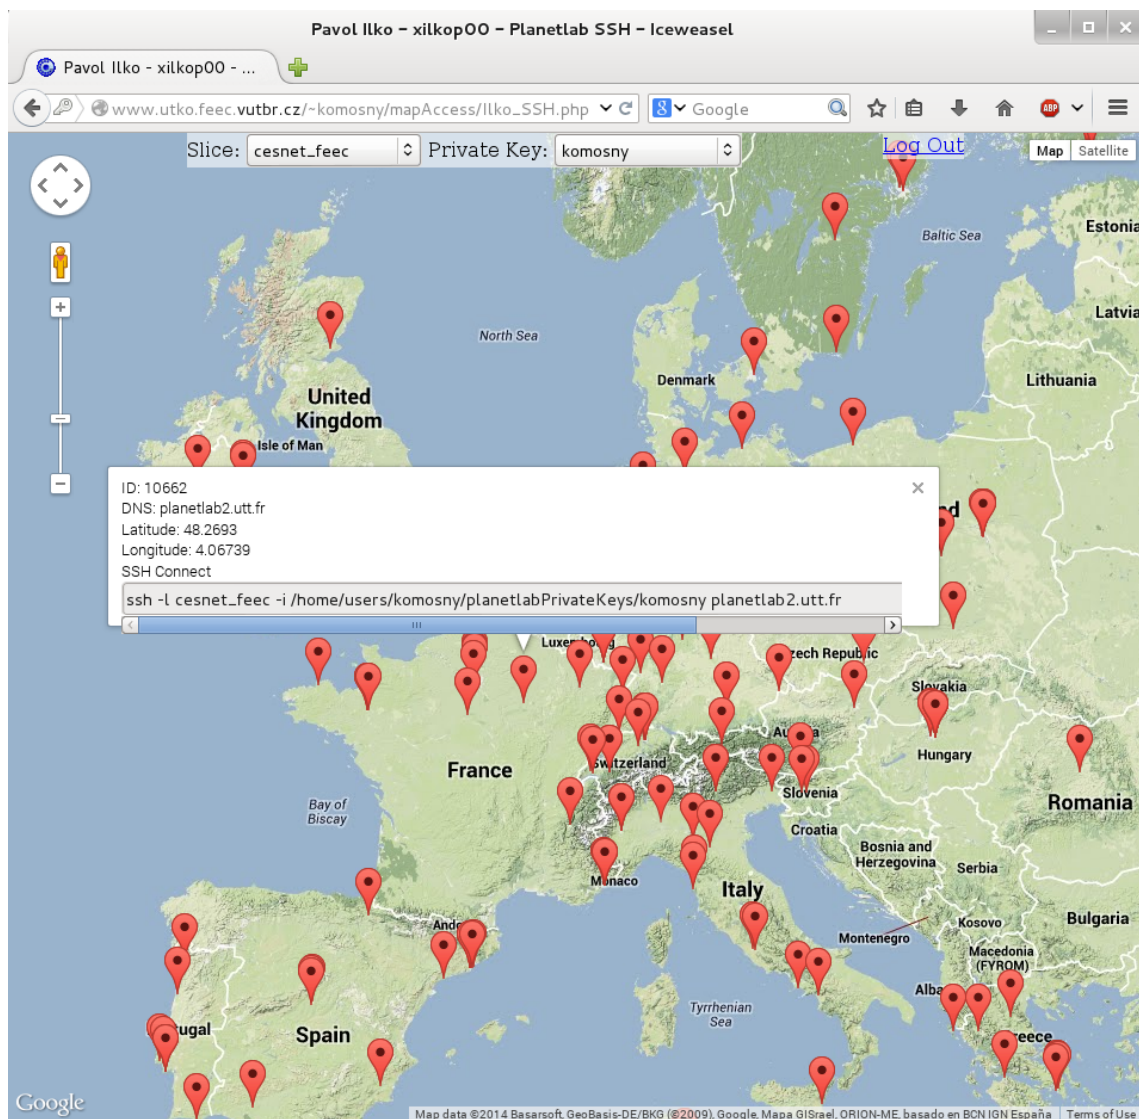 Pavol Ilko – xilkop00 – Planetlab SSH – Iceweasel
Pavol Ilko - xilkop00 - ...
www.utko.feec.vutbr.cz/~komosny/mapAccess/Ilko_SSH.php
Google
Slice: cesnet_feec Private Key: komosny
Log Out
Map Satellite
Estonia
Baltic Sea
Latvia
North Sea
Denmark
Lithuania
United
Kingdom
Isle of Man
ID: 10662
DNS: planetlab2.utt.fr
Latitude: 48.2693
Longitude: 4.06739
SSH Connect
ssh -l cesnet_feec -i /home/users/komosny/planetlabPrivateKeys/komosny planetlab2.utt.fr
Czech Republic
Slovakia
Switzerland
Hungary
France
Slovenia
Romania
Bay of
Biscay
Croatia
Bosnia and
Herzegovina
Serbia
Monaco
Italy
Kosovo
Bulgaria
Montenegro
Macedonia
(FYROM)
Tyrrhenian
Sea
Spain
Google
Map data ©2014 Basarsoft, GeoBasis-DE/BKG (©2009), Google, Mapa GISrael, ORION-ME, basado en BCN IGN España
Terms of Use